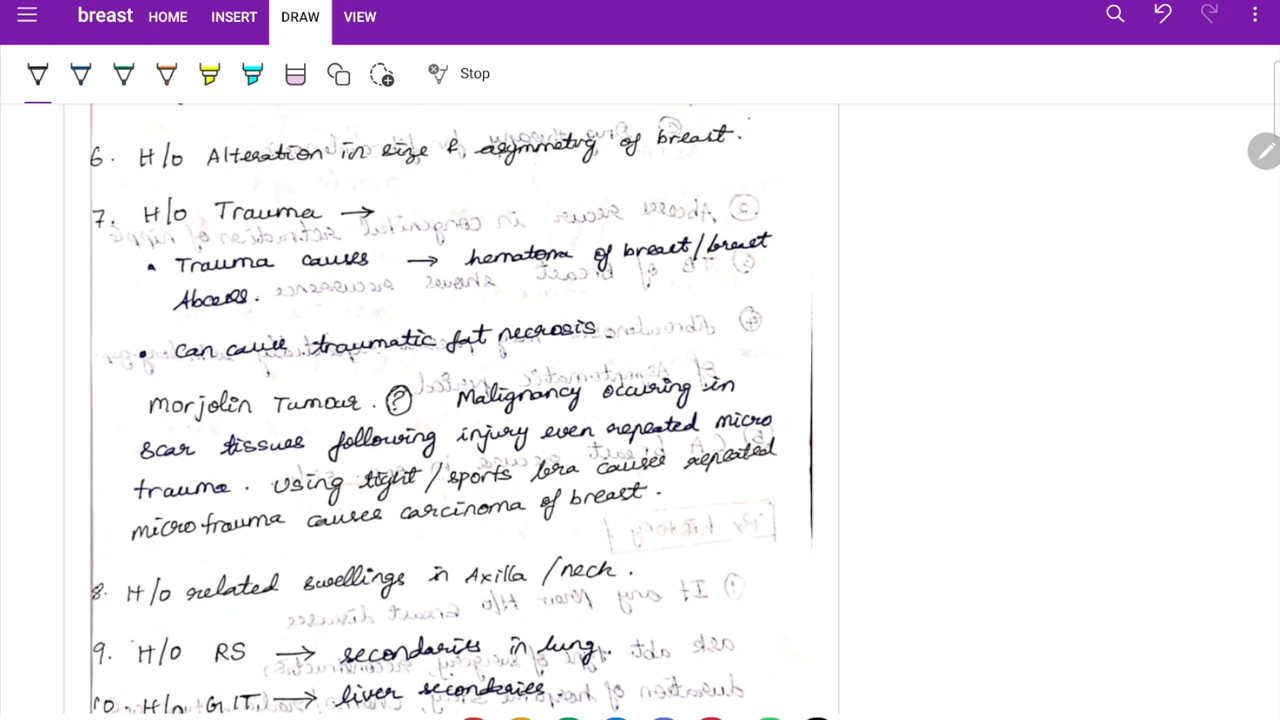 breast HOME INSERT DRAW VIEW
Stop
6. H/o Alteration in size & asymmetry of breast.
7. H/o Trauma →
• Trauma causes → hematoma of breast/breast
Abcess.
• can cause traumatic fat necrosis
Morjolin Tumour. ? Malignancy occuring in
scar tissues following injury even repeated micro
trauma. Using tight/sports bra causes repeated
microtrauma causes carcinoma of breast.
8. H/o related swellings in Axilla/neck.
9. H/o RS → secondaries in lung.
10 H/o GIT. → liver secondaries.